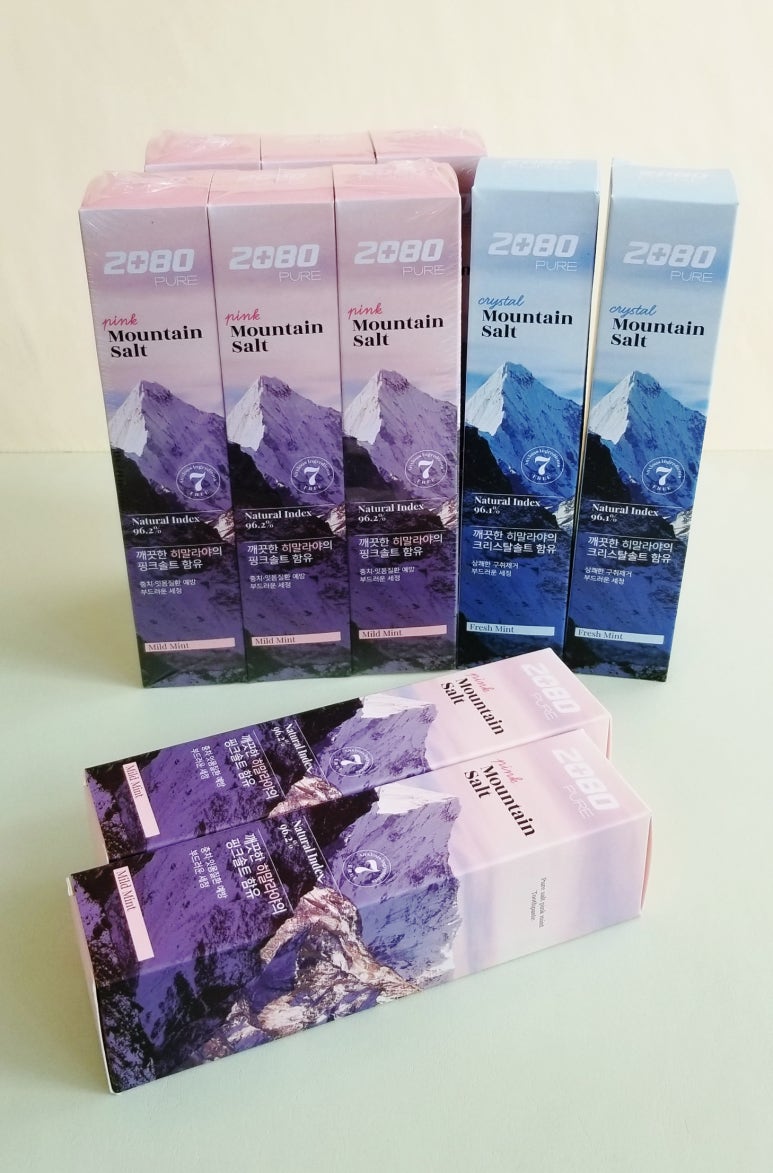 2080
PURE
pink
Mountain
Salt
7
FREE
Natural Index
96.2%
깨끗한 히말라야의
핑크솔트 함유
충치·잇몸질환 예방
부드러운 세정
Mild Mint
2080
PURE
pink
Mountain
Salt
7
FREE
Natural Index
96.2%
깨끗한 히말라야의
핑크솔트 함유
충치·잇몸질환 예방
부드러운 세정
Mild Mint
2080
PURE
pink
Mountain
Salt
7
FREE
Natural Index
96.2%
깨끗한 히말라야의
핑크솔트 함유
충치·잇몸질환 예방
부드러운 세정
Mild Mint
2080
PURE
crystal
Mountain
Salt
7
FREE
Natural Index
96.1%
깨끗한 히말라야의
크리스탈솔트 함유
상쾌한 구취제거
부드러운 세정
Fresh Mint
2080
PURE
crystal
Mountain
Salt
7
FREE
Natural Index
96.1%
깨끗한 히말라야의
크리스탈솔트 함유
상쾌한 구취제거
부드러운 세정
Fresh Mint
2080
PURE
pink
Mountain
Salt
7
Natural Index
96.2%
깨끗한 히말라야의
핑크솔트 함유
충치·잇몸질환 예방
부드러운 세정
Mild Mint
2080
PURE
pink
Mountain
Salt
7
Natural Index
96.2%
깨끗한 히말라야의
핑크솔트 함유
충치·잇몸질환 예방
부드러운 세정
Mild Mint
Pure salt pink mint
Toothpaste